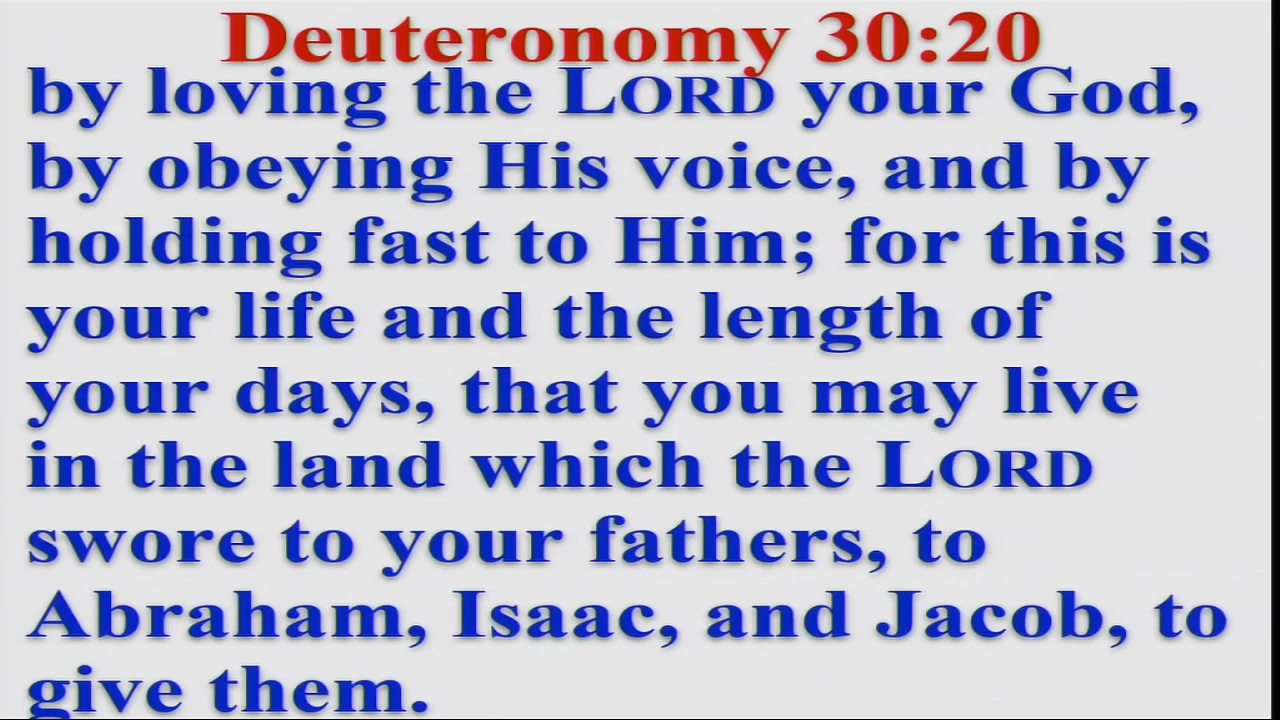 Deuteronomy 30:20
by loving the LORD your God,
by obeying His voice, and by
holding fast to Him; for this is
your life and the length of
your days, that you may live
in the land which the LORD
swore to your fathers, to
Abraham, Isaac, and Jacob, to
give them.